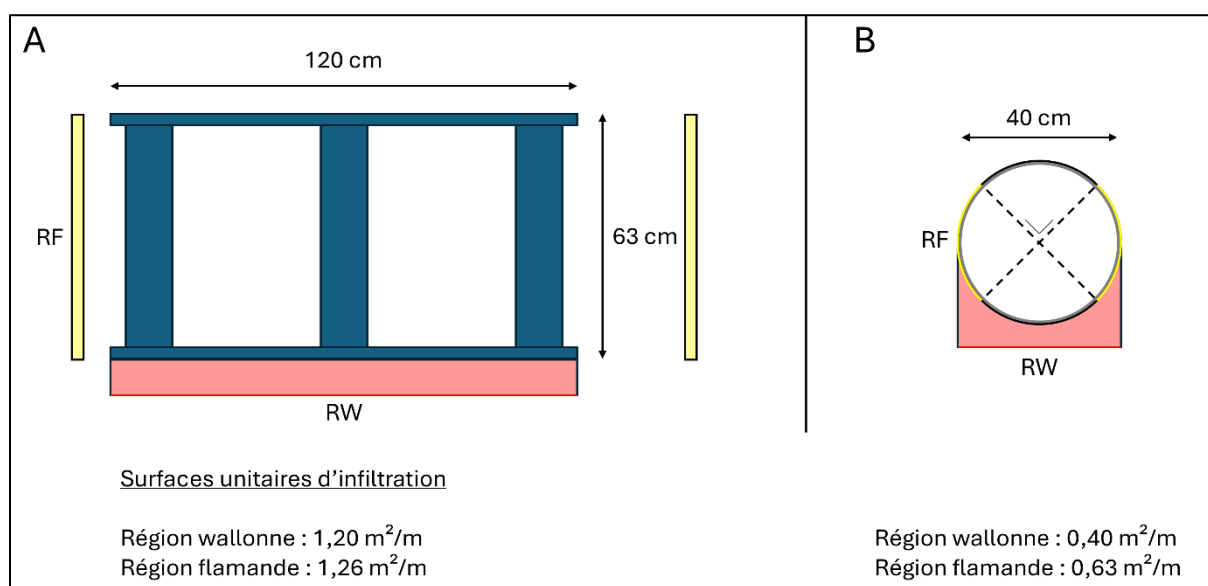 A
120 cm
RF
63 cm
RW
Surfaces unitaires d’infiltration
Région wallonne : 1,20 m²/m
Région flamande : 1,26 m²/m
B
40 cm
RF
RW
Région wallonne : 0,40 m²/m
Région flamande : 0,63 m²/m